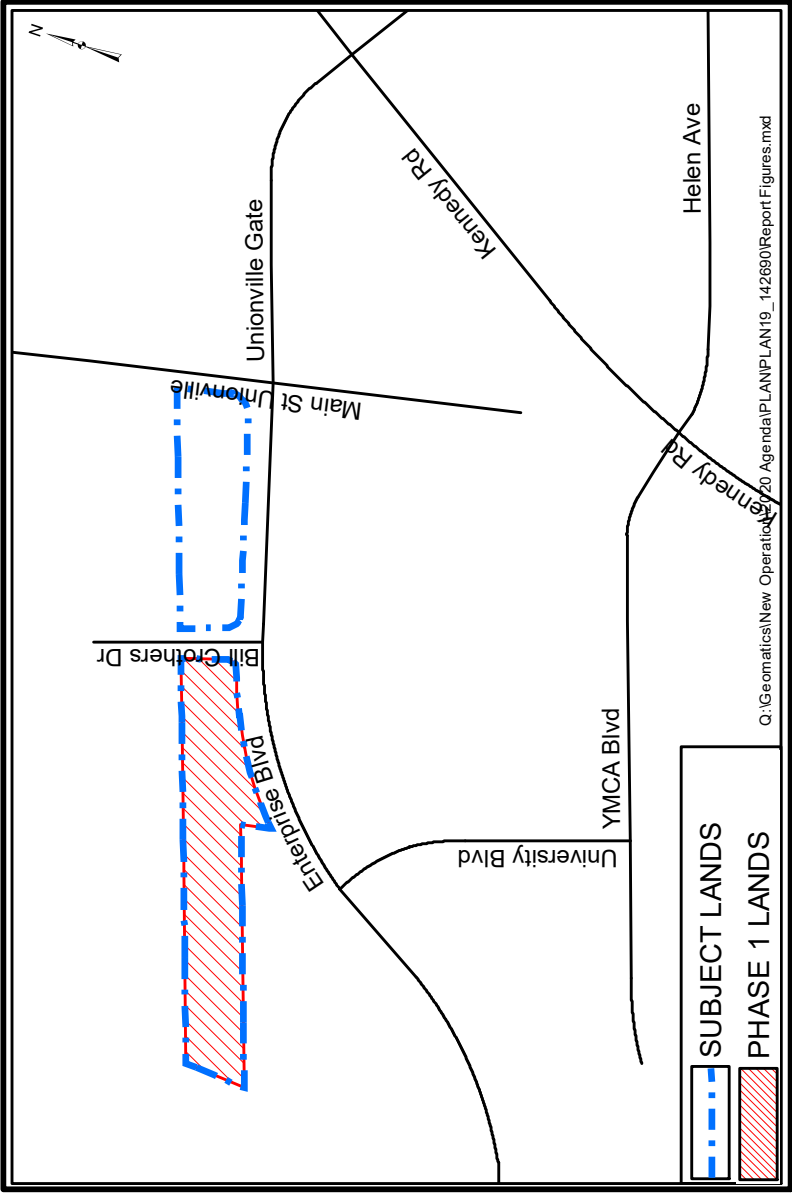 N
Kennedy Rd
Helen Ave
Unionville Gate
Main St Unionville
Kennedy Rd
Bill Crothers Dr
Enterprise Blvd
University Blvd
YMCA Blvd
Q:\Geomatics\New Operation\2020 Agenda\PLAN\PLAN19_142690\Report Figures.mxd
SUBJECT LANDS
PHASE 1 LANDS